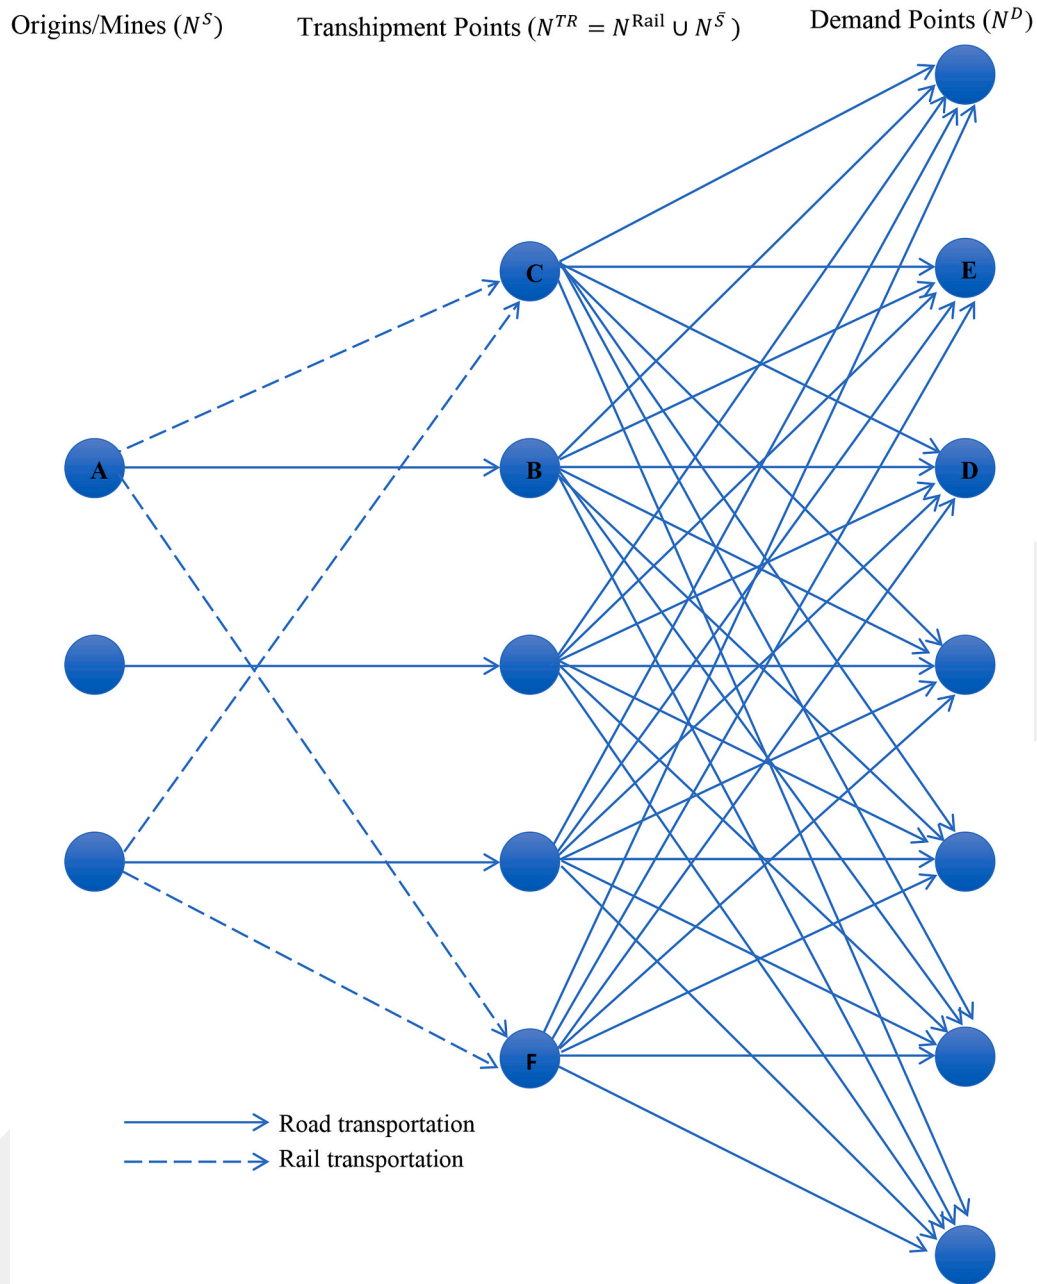 Origins/Mines (N^S)
Transhipment Points (N^{TR} = N^{Rail} ∪ N^{S̄} )
Demand Points (N^D)
C
E
A
B
D
F
Road transportation
Rail transportation